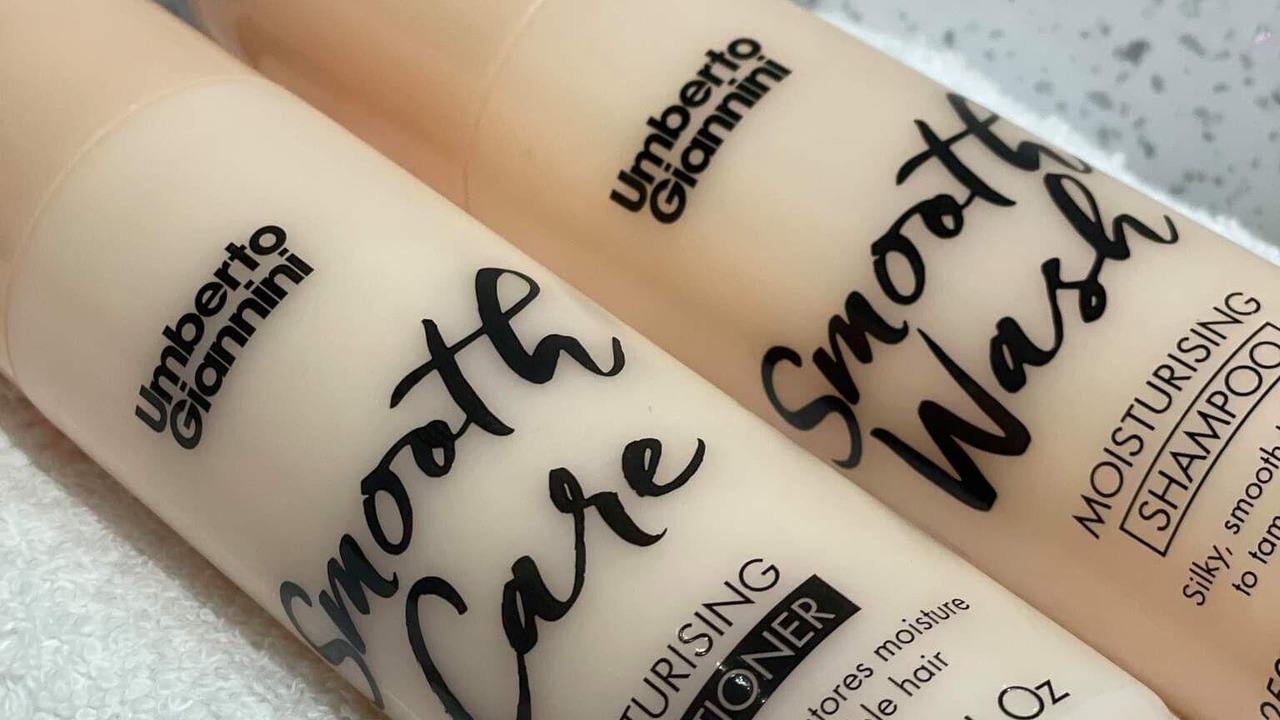 Umberto
Giannini
Smooth
Care
TURISING
TIONER
tores moisture
le hair
Oz
Umberto
Giannini
Smooth
Wash
MOISTURISING
SHAMPOO
Silky, smooth
to tam